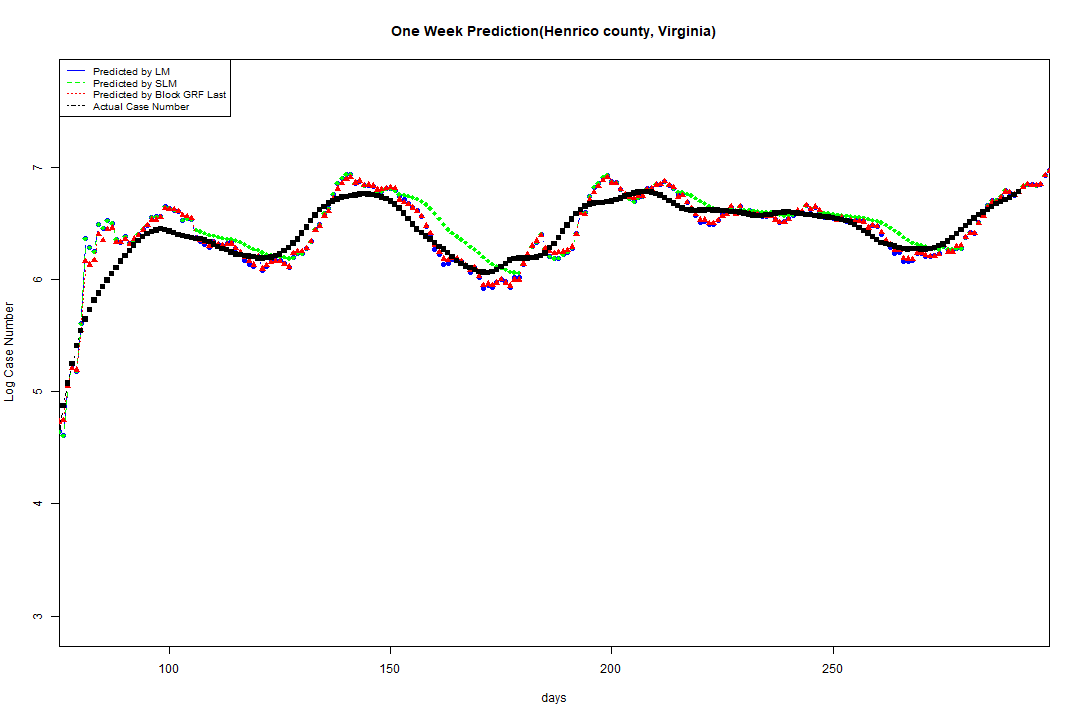 One Week Prediction(Henrico county, Virginia)
Predicted by LM
Predicted by SLM
Predicted by Block GRF Last
Actual Case Number
7
6
5
4
3
Log Case Number
100 150 200 250
days